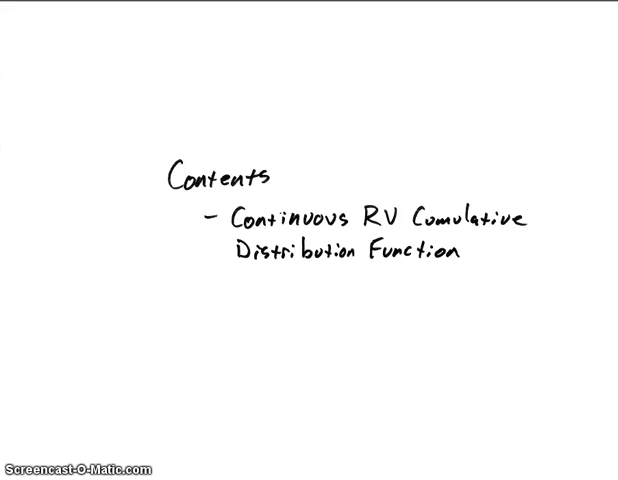 Contents
- Continuous RV Cumulative
Distribution Function
Screencast-O-Matic.com